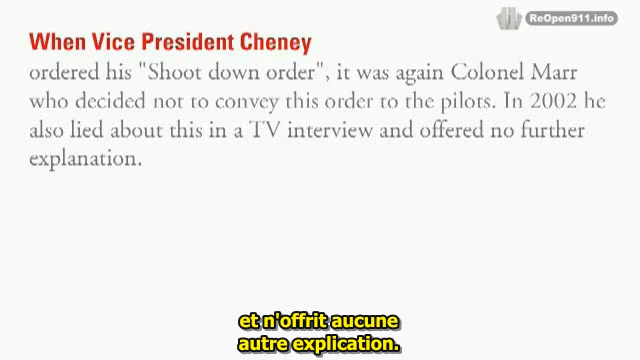 ReOpen911.info
When Vice President Cheney
ordered his "Shoot down order", it was again Colonel Marr
who decided not to convey this order to the pilots. In 2002 he
also lied about this in a TV interview and offered no further
explanation.
et n'offrit aucune
autre explication.